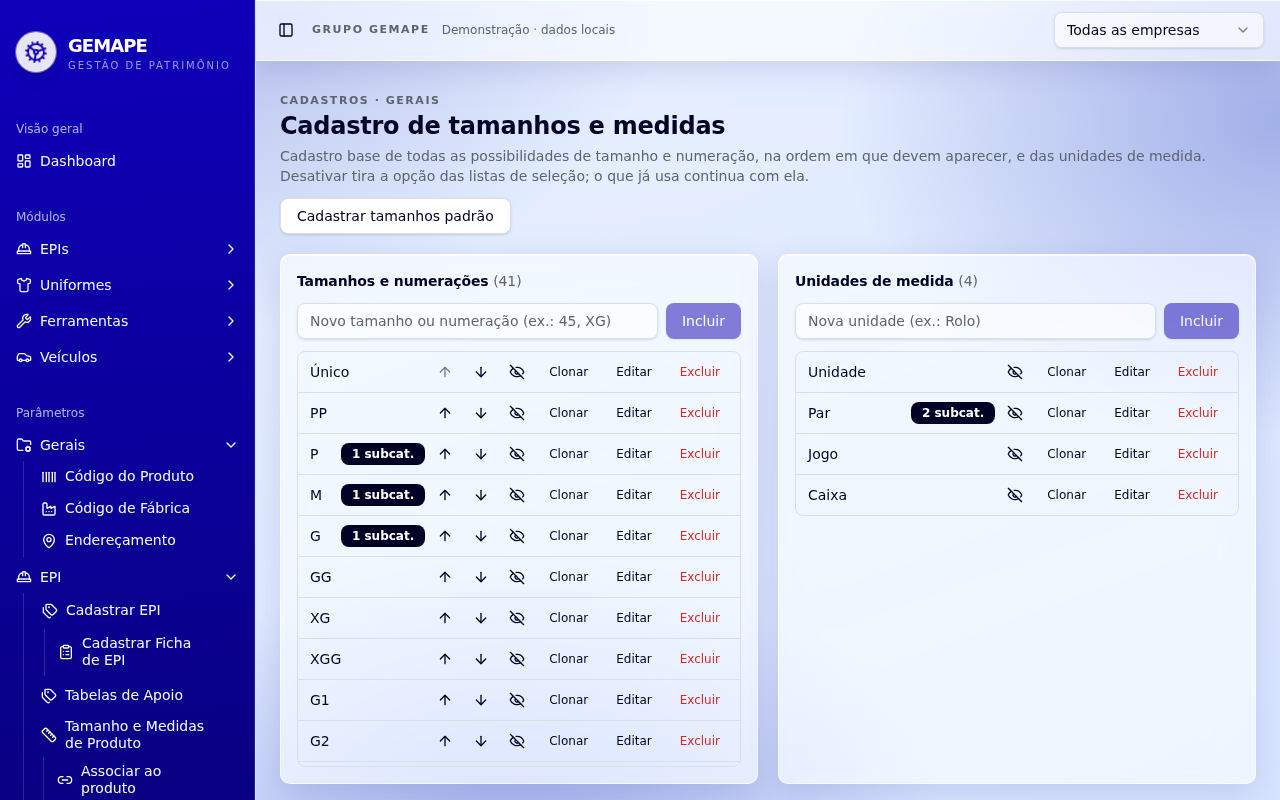 GEMAPE
GESTÃO DE PATRIMÔNIO
Visão geral
Dashboard
Módulos
EPIs
Uniformes
Ferramentas
Veículos
Parâmetros
Gerais
Código do Produto
Código de Fábrica
Endereçamento
EPI
Cadastrar EPI
Cadastrar Ficha
de EPI
Tabelas de Apoio
Tamanho e Medidas
de Produto
Associar ao
produto
GRUPO GEMAPE Demonstração · dados locais
Todas as empresas
CADASTROS · GERAIS
Cadastro de tamanhos e medidas
Cadastro base de todas as possibilidades de tamanho e numeração, na ordem em que devem aparecer, e das unidades de medida.
Desativar tira a opção das listas de seleção; o que já usa continua com ela.
Cadastrar tamanhos padrão
Tamanhos e numerações (41)
Novo tamanho ou numeração (ex.: 45, XG) Incluir
Único Clonar Editar Excluir
PP Clonar Editar Excluir
P 1 subcat. Clonar Editar Excluir
M 1 subcat. Clonar Editar Excluir
G 1 subcat. Clonar Editar Excluir
GG Clonar Editar Excluir
XG Clonar Editar Excluir
XGG Clonar Editar Excluir
G1 Clonar Editar Excluir
G2 Clonar Editar Excluir
Unidades de medida (4)
Nova unidade (ex.: Rolo) Incluir
Unidade Clonar Editar Excluir
Par 2 subcat. Clonar Editar Excluir
Jogo Clonar Editar Excluir
Caixa Clonar Editar Excluir